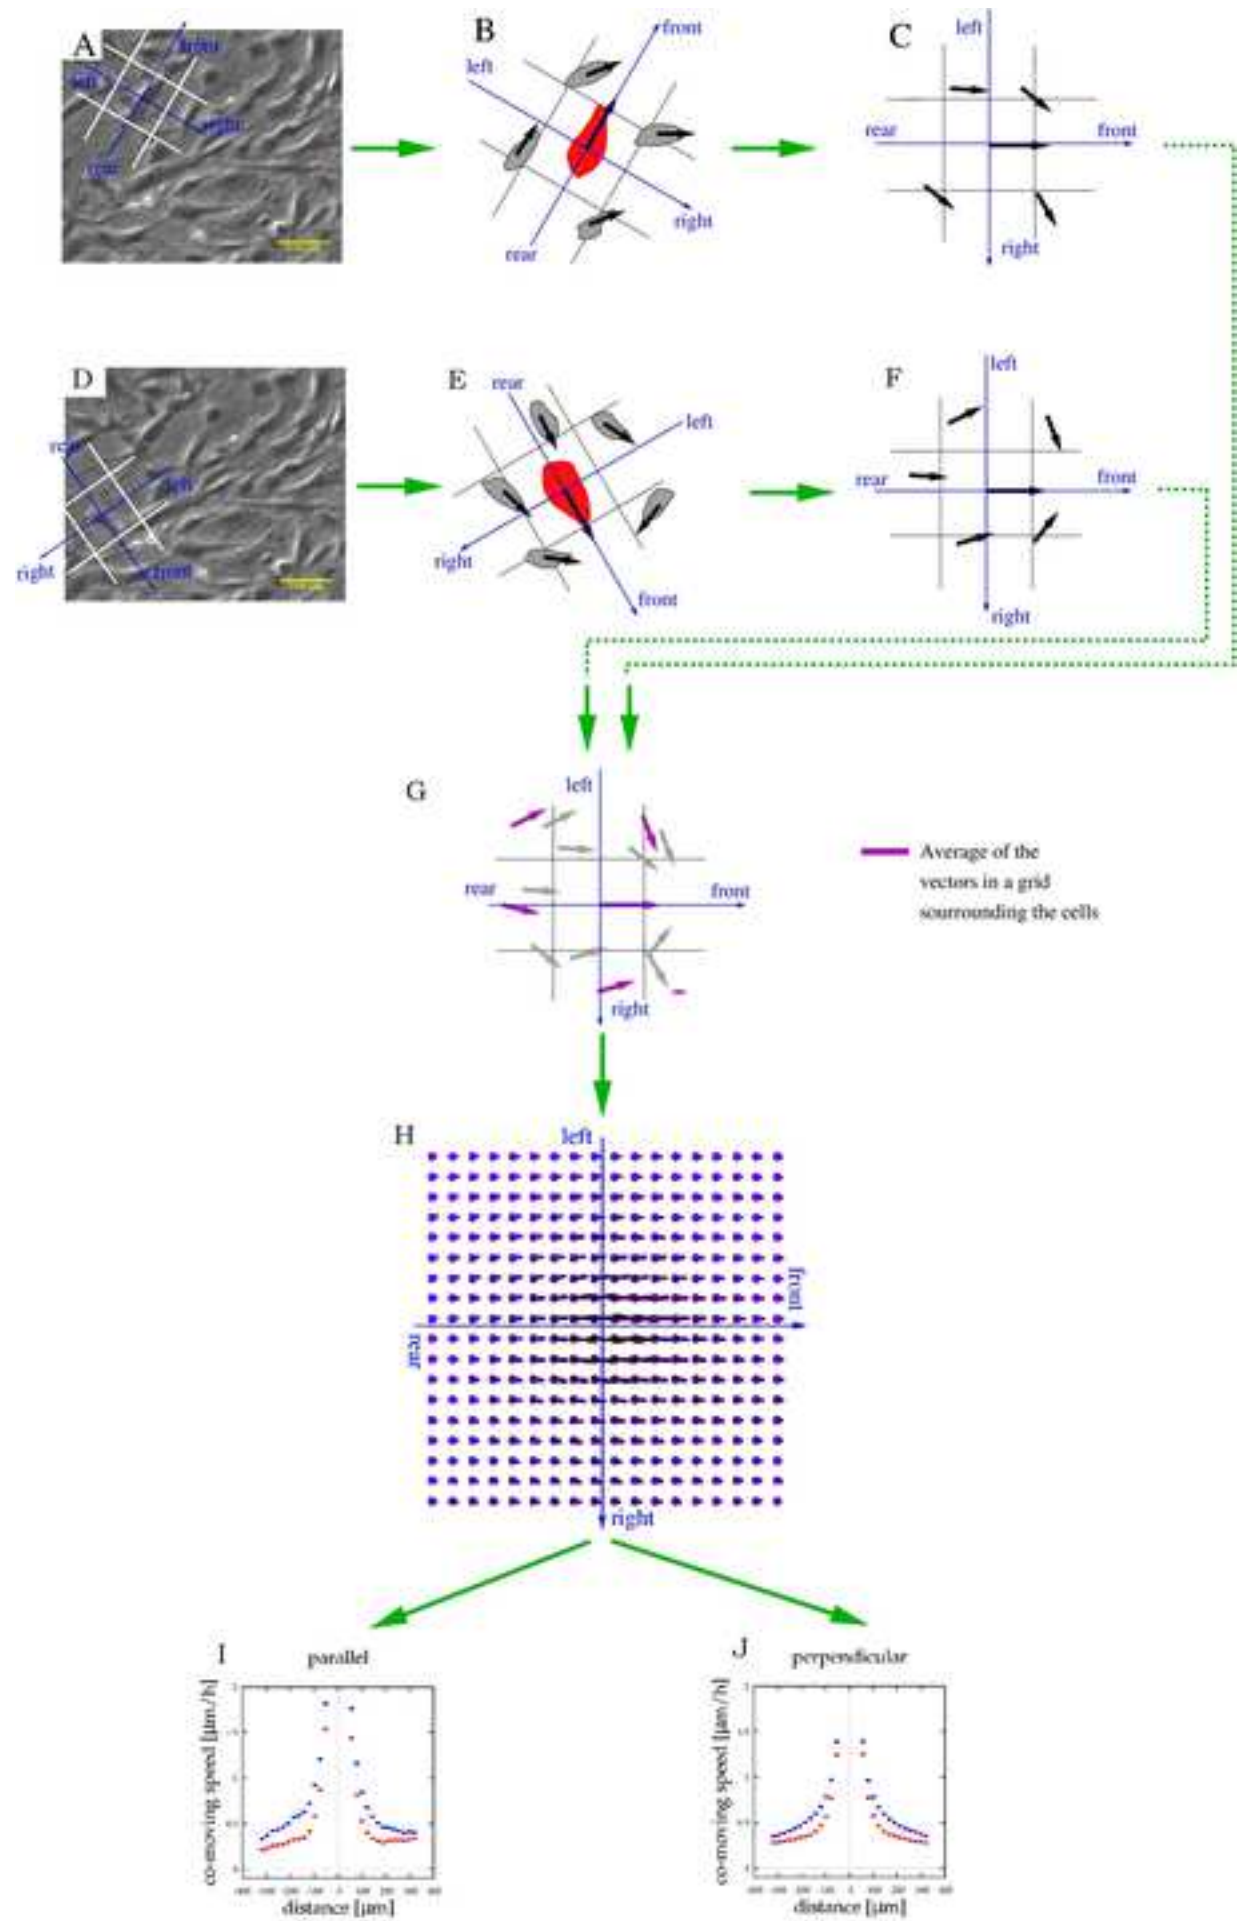 A
front
left
right
rear
B
front
left
right
rear
C
left
rear
front
right
D
rear
left
right
front
E
rear
left
right
front
F
left
rear
front
right
G
left
rear
front
right
Average of the
vectors in a grid
sourrounding the cells
H
left
front
rear
right
I
parallel
co-moving speed [μm/h]
distance [μm]
J
perpendicular
co-moving speed [μm/h]
distance [μm]